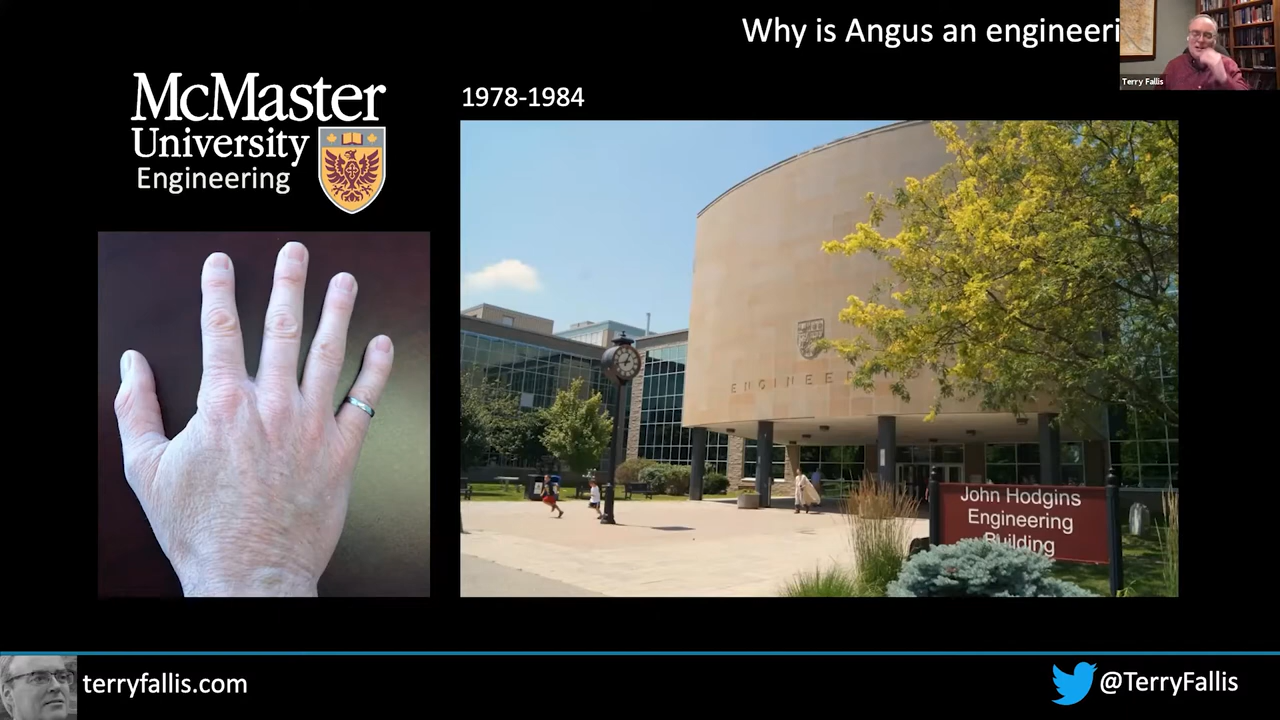 Why is Angus an engineeri
Terry Fallis
McMaster
University
Engineering
1978-1984
ENGINEE
John Hodgins
Engineering
Building
terryfallis.com
@TerryFallis